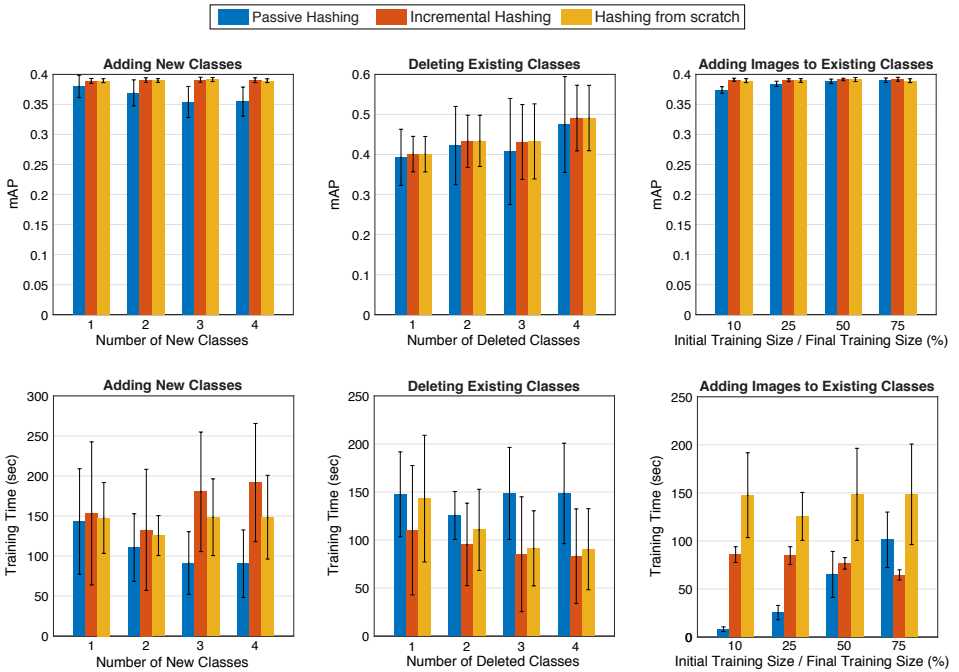 Passive Hashing Incremental Hashing Hashing from scratch
Adding New Classes
0.4
0.35
0.3
0.25
0.2
0.15
0.1
0.05
0
mAP
1 2 3 4
Number of New Classes
Deleting Existing Classes
0.6
0.5
0.4
0.3
0.2
0.1
0
mAP
1 2 3 4
Number of Deleted Classes
Adding Images to Existing Classes
0.4
0.35
0.3
0.25
0.2
0.15
0.1
0.05
0
mAP
10 25 50 75
Initial Training Size / Final Training Size (%)
Adding New Classes
300
250
200
150
100
50
0
Training Time (sec)
1 2 3 4
Number of New Classes
Deleting Existing Classes
250
200
150
100
50
0
Training Time (sec)
1 2 3 4
Number of Deleted Classes
Adding Images to Existing Classes
250
200
150
100
50
0
Training Time (sec)
10 25 50 75
Initial Training Size / Final Training Size (%)